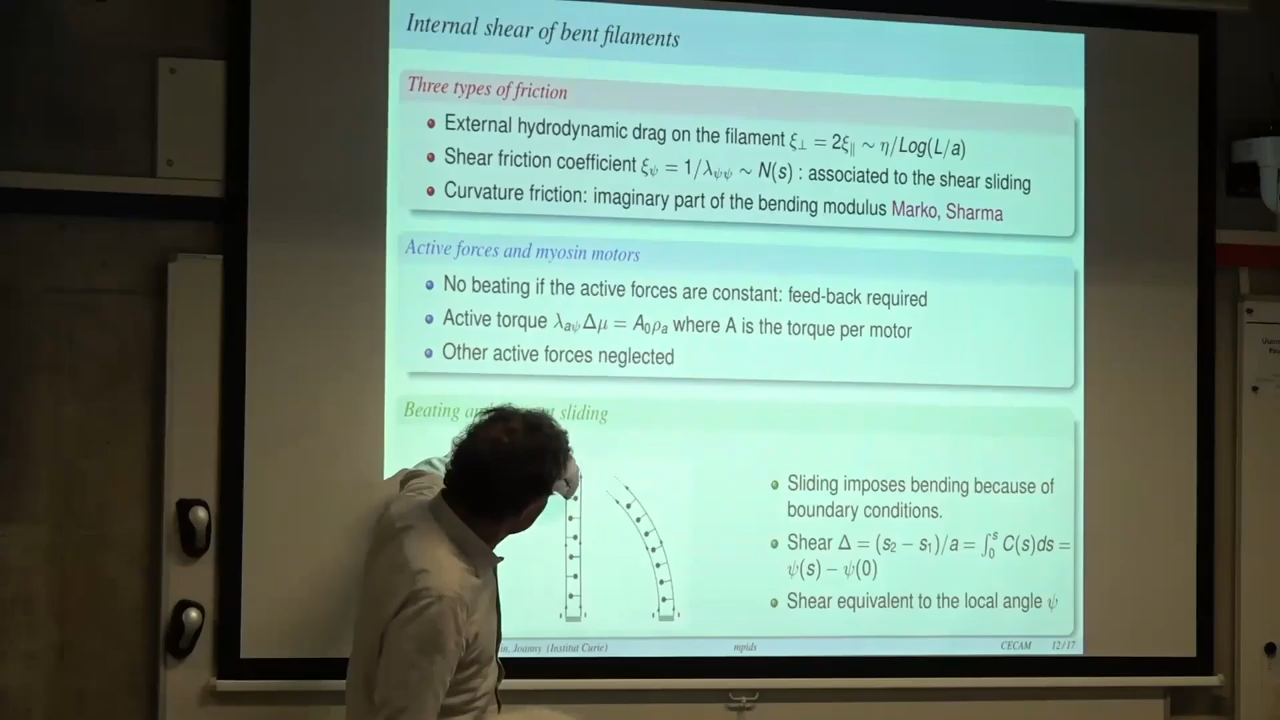 Internal shear of bent filaments
Three types of friction
External hydrodynamic drag on the filament ξ⊥ = 2ξ∥ ~ η/Log(L/a)
Shear friction coefficient ξψ = 1/λψψ ~ N(s) : associated to the shear sliding
Curvature friction: imaginary part of the bending modulus Marko, Sharma
Active forces and myosin motors
No beating if the active forces are constant: feed-back required
Active torque λaψΔμ = A₀ρa where A is the torque per motor
Other active forces neglected
Beating sliding
Sliding imposes bending because of
boundary conditions.
Shear Δ = (s₂ − s₁)/a = ∫₀ˢ C(s)ds =
ψ(s) − ψ(0)
Shear equivalent to the local angle ψ
Joanny (Institut Curie) mpids CECAM 12/17